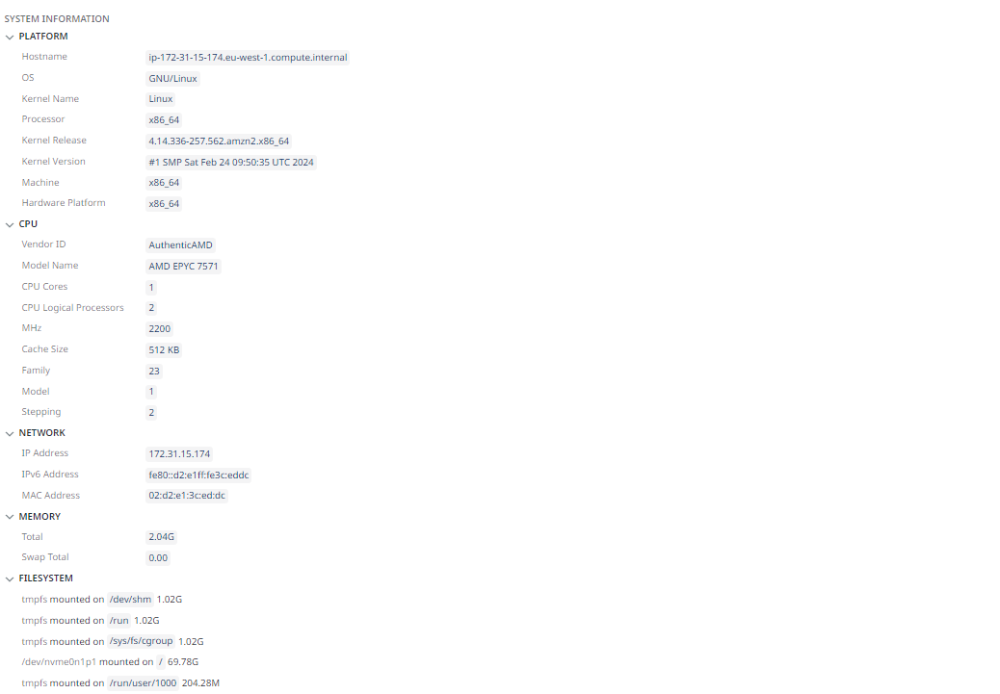 SYSTEM INFORMATION
PLATFORM
Hostname ip-172-31-15-174.eu-west-1.compute.internal
OS GNU/Linux
Kernel Name Linux
Processor x86_64
Kernel Release 4.14.336-257.562.amzn2.x86_64
Kernel Version #1 SMP Sat Feb 24 09:50:35 UTC 2024
Machine x86_64
Hardware Platform x86_64
CPU
Vendor ID AuthenticAMD
Model Name AMD EPYC 7571
CPU Cores 1
CPU Logical Processors 2
MHz 2200
Cache Size 512 KB
Family 23
Model 1
Stepping 2
NETWORK
IP Address 172.31.15.174
IPv6 Address fe80::d2:e1ff:fe3c:eddc
MAC Address 02:d2:e1:3c:ed:dc
MEMORY
Total 2.04G
Swap Total 0.00
FILESYSTEM
tmpfs mounted on /dev/shm 1.02G
tmpfs mounted on /run 1.02G
tmpfs mounted on /sys/fs/cgroup 1.02G
/dev/nvme0n1p1 mounted on / 69.78G
tmpfs mounted on /run/user/1000 204.28M